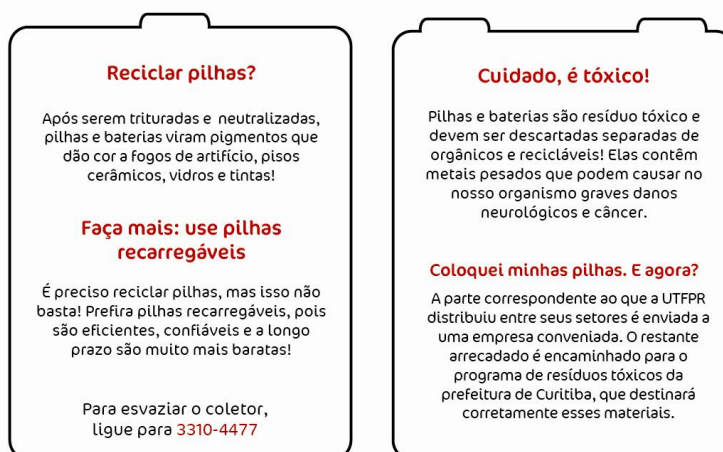 Reciclar pilhas?
Após serem trituradas e neutralizadas,
pilhas e baterias viram pigmentos que
dão cor a fogos de artifício, pisos
cerâmicos, vidros e tintas!
Faça mais: use pilhas
recarregáveis
É preciso reciclar pilhas, mas isso não
basta! Prefira pilhas recarregáveis, pois
são eficientes, confiáveis e a longo
prazo são muito mais baratas!
Para esvaziar o coletor,
ligue para 3310-4477
Cuidado, é tóxico!
Pilhas e baterias são resíduo tóxico e
devem ser descartadas separadas de
orgânicos e recicláveis! Elas contêm
metais pesados que podem causar no
nosso organismo graves danos
neurológicos e câncer.
Coloquei minhas pilhas. E agora?
A parte correspondente ao que a UTFPR
distribuiu entre seus setores é enviada a
uma empresa conveniada. O restante
arrecadado é encaminhado para o
programa de resíduos tóxicos da
prefeitura de Curitiba, que destinará
corretamente esses materiais.